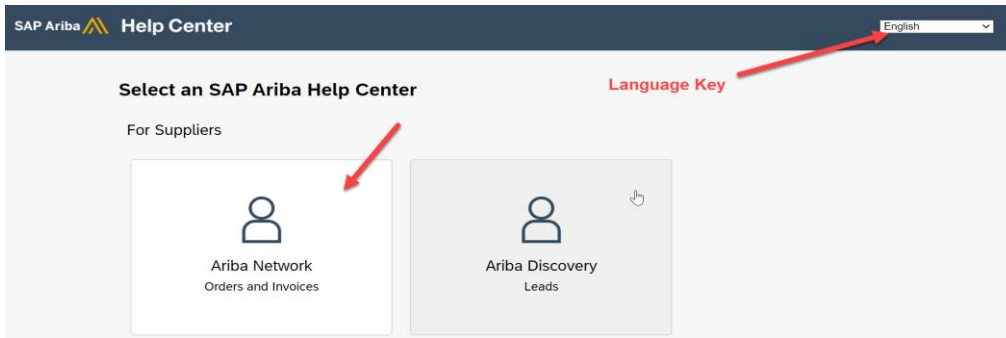 SAP Ariba Help Center
English
Language Key
Select an SAP Ariba Help Center
For Suppliers
Ariba Network
Orders and Invoices
Ariba Discovery
Leads